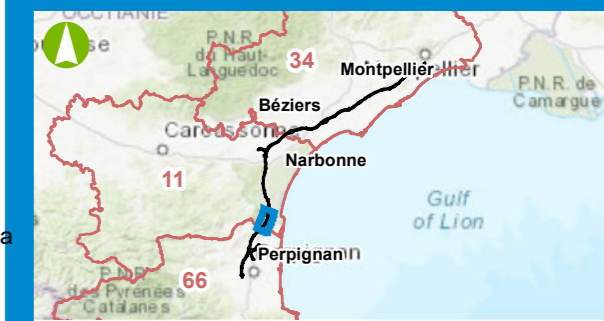 OCCITANIE
P.N.R.
du Haut-
Languedoc
34
Montpellier
P.N.R. de
Camargue
Béziers
Carcassonne
Narbonne
11
Gulf
of Lion
a
Perpignan
66
P.N.R.
des Pyrénées
Catalanes